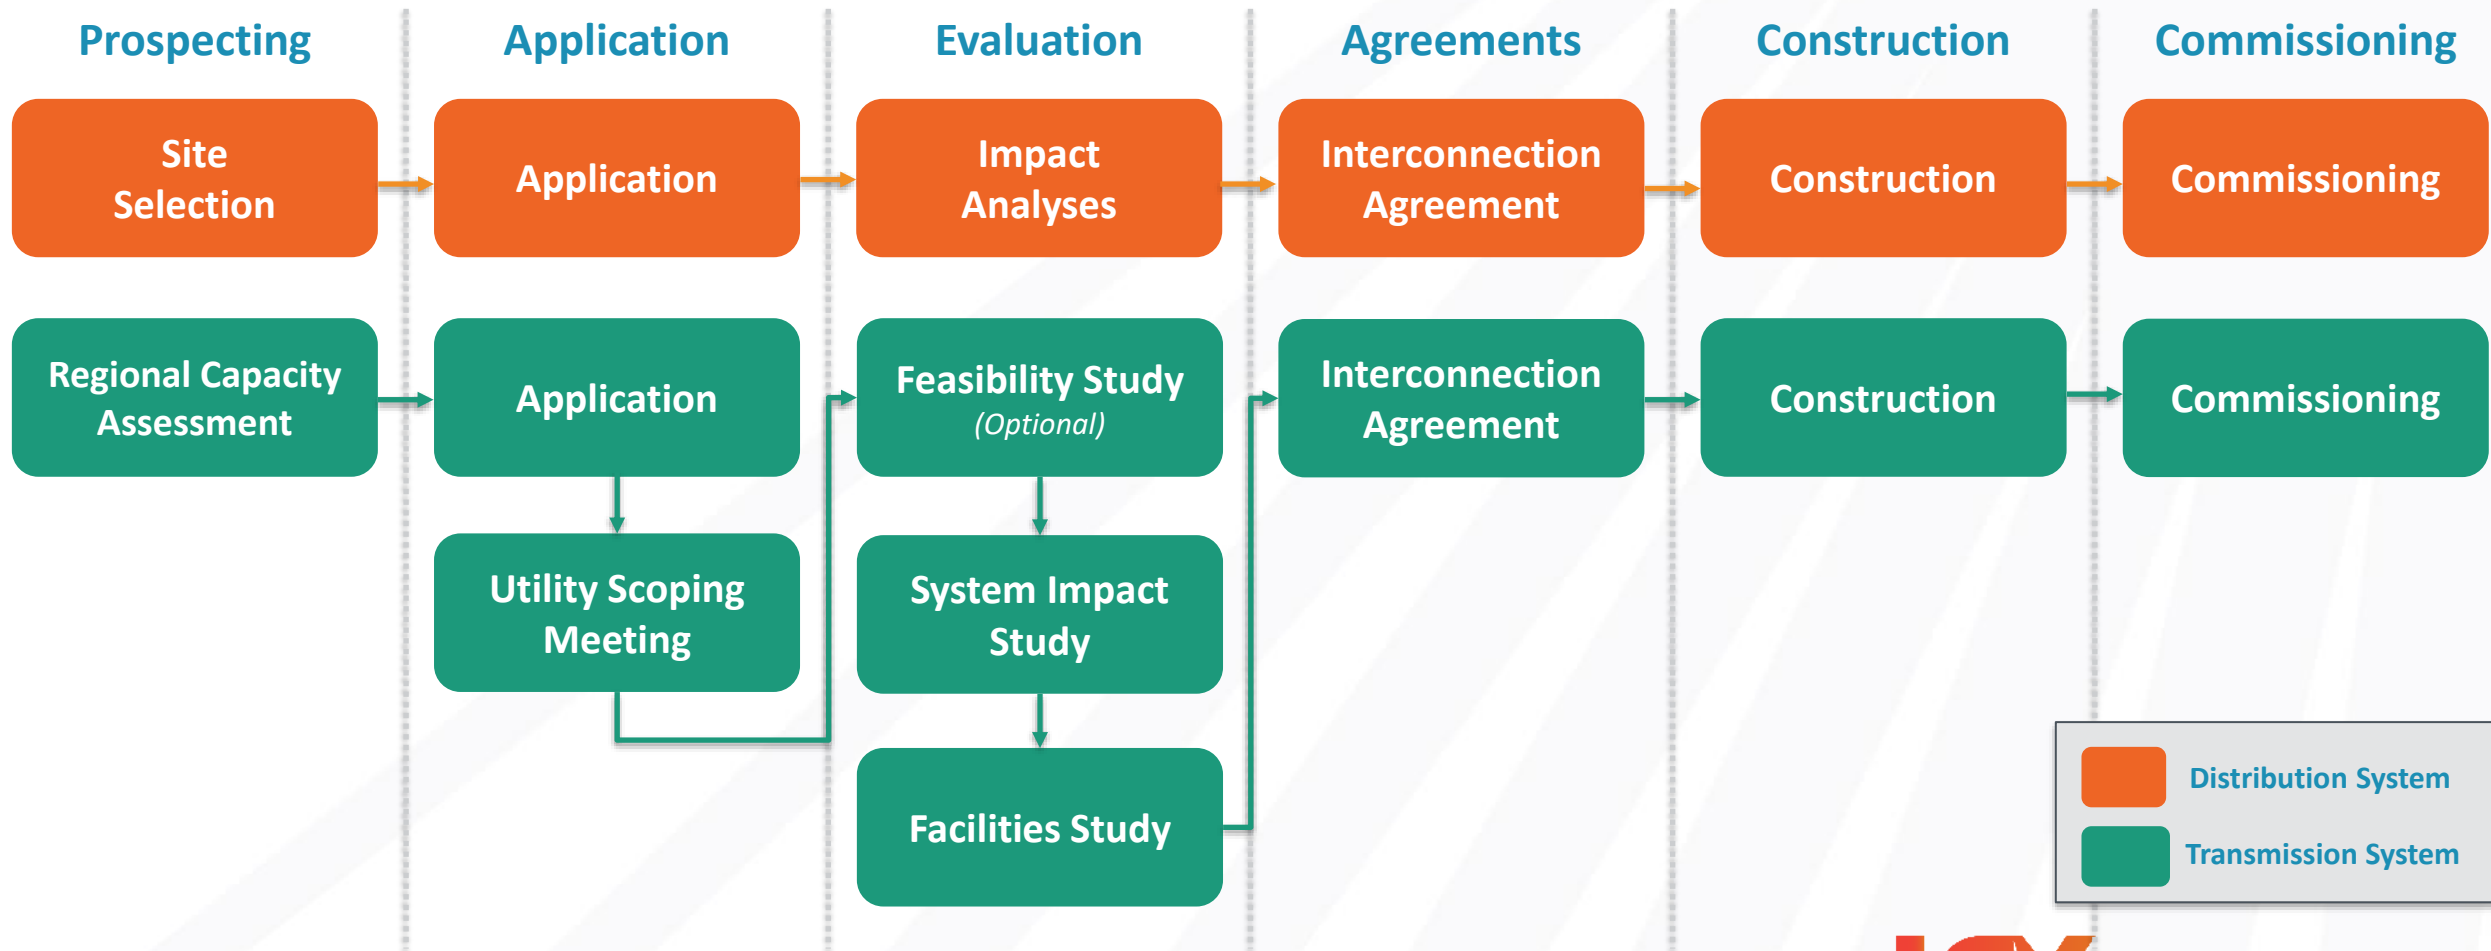 Prospecting
Application
Evaluation
Agreements
Construction
Commissioning
Site
Selection
Application
Impact
Analyses
Interconnection
Agreement
Construction
Commissioning
Regional Capacity
Assessment
Application
Feasibility Study
(Optional)
Interconnection
Agreement
Construction
Commissioning
Utility Scoping
Meeting
System Impact
Study
Facilities Study
Distribution System
Transmission System